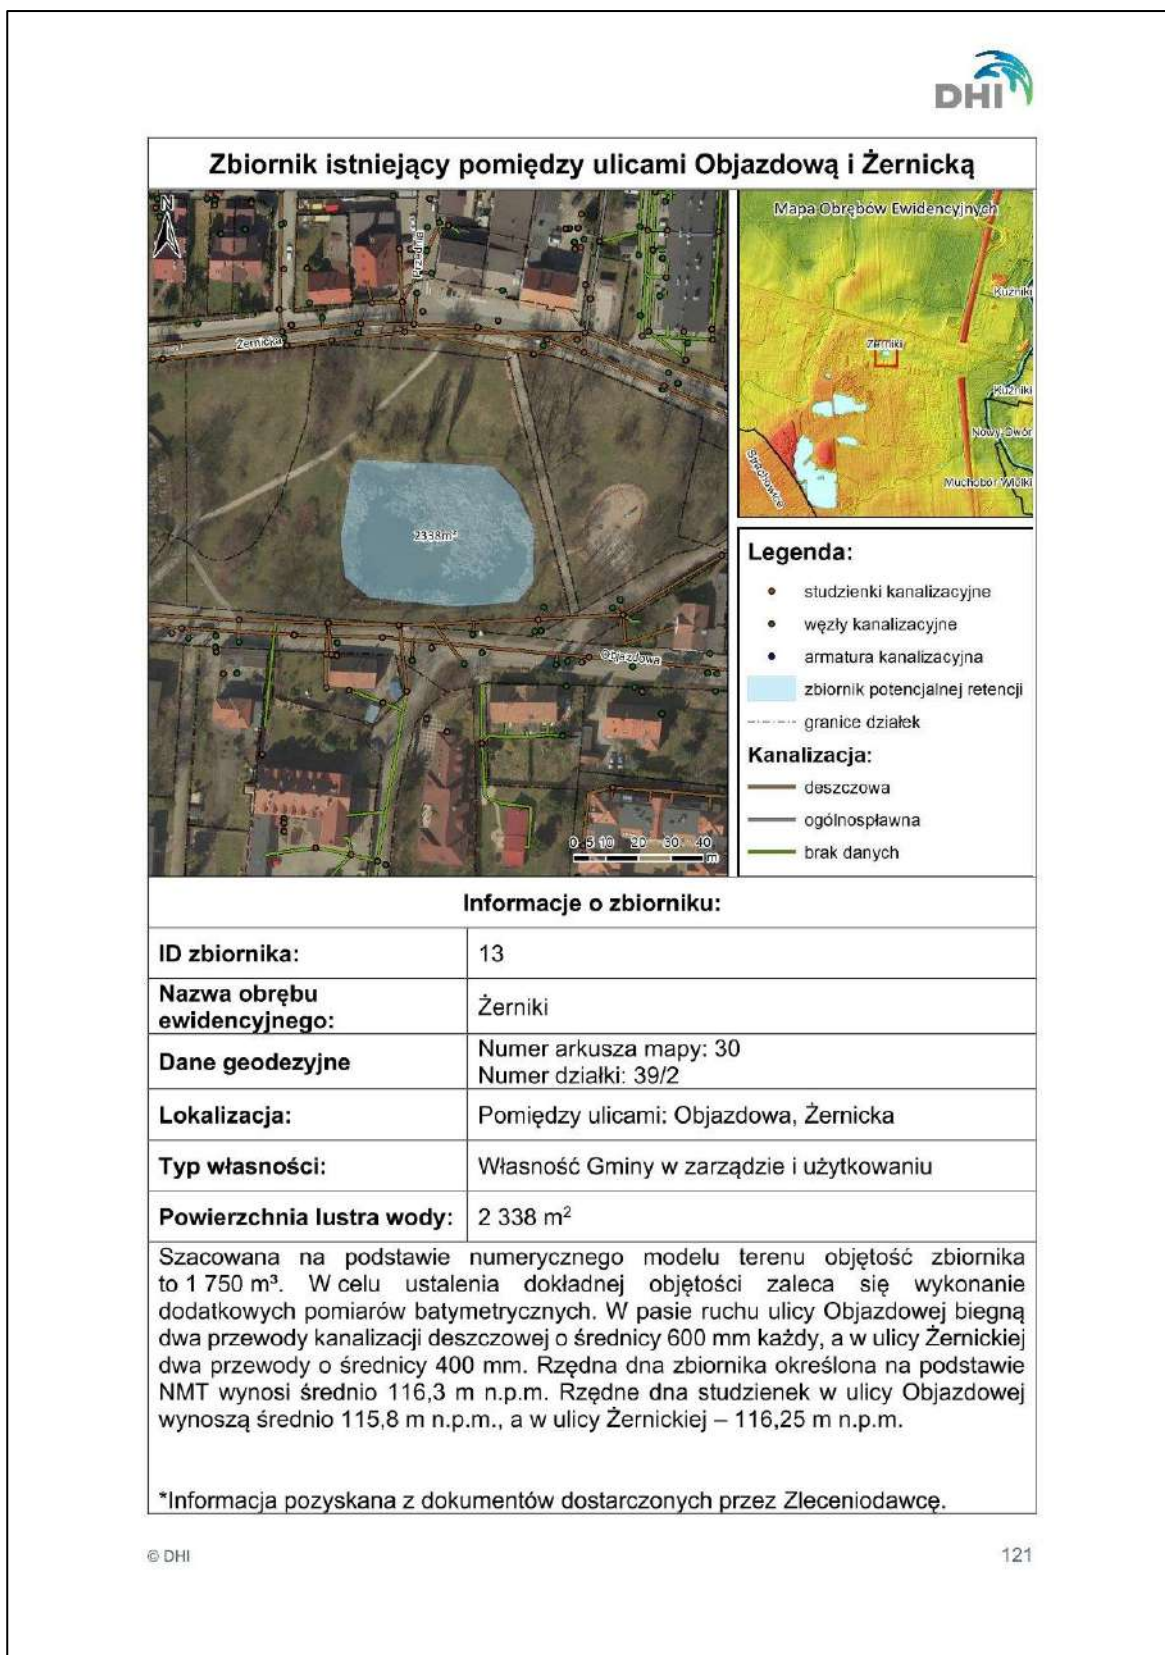 DHI
Zbiornik istniejący pomiędzy ulicami Objazdową i Żernicką
N
Przednia
Żernicka
2338m²
Objazdowa
0 5 10 20 30 40
m
Mapa Obrębów Ewidencyjnych
Kuźniki
Żerniki
Kuźniki
Nowy Dwór
Strachowice
Muchobór Wielki
Legenda:
studzienki kanalizacyjne
węzły kanalizacyjne
armatura kanalizacyjna
zbiornik potencjalnej retencji
granice działek
Kanalizacja:
deszczowa
ogólnospławna
brak danych
Informacje o zbiorniku:
ID zbiornika: 13
Nazwa obrębu
ewidencyjnego: Żerniki
Dane geodezyjne Numer arkusza mapy: 30
Numer działki: 39/2
Lokalizacja: Pomiędzy ulicami: Objazdowa, Żernicka
Typ własności: Własność Gminy w zarządzie i użytkowaniu
Powierzchnia lustra wody: 2 338 m²
Szacowana na podstawie numerycznego modelu terenu objętość zbiornika
to 1 750 m³. W celu ustalenia dokładnej objętości zaleca się wykonanie
dodatkowych pomiarów batymetrycznych. W pasie ruchu ulicy Objazdowej biegną
dwa przewody kanalizacji deszczowej o średnicy 600 mm każdy, a w ulicy Żernickiej
dwa przewody o średnicy 400 mm. Rzędna dna zbiornika określona na podstawie
NMT wynosi średnio 116,3 m n.p.m. Rzędne dna studzienek w ulicy Objazdowej
wynoszą średnio 115,8 m n.p.m., a w ulicy Żernickiej – 116,25 m n.p.m.
*Informacja pozyskana z dokumentów dostarczonych przez Zleceniodawcę.
© DHI
121